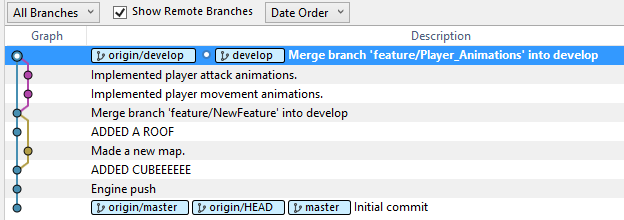 All Branches Show Remote Branches Date Order
Graph Description
origin/develop develop Merge branch 'feature/Player_Animations' into develop
Implemented player attack animations.
Implemented player movement animations.
Merge branch 'feature/NewFeature' into develop
ADDED A ROOF
Made a new map.
ADDED CUBEEEEEE
Engine push
origin/master origin/HEAD master Initial commit